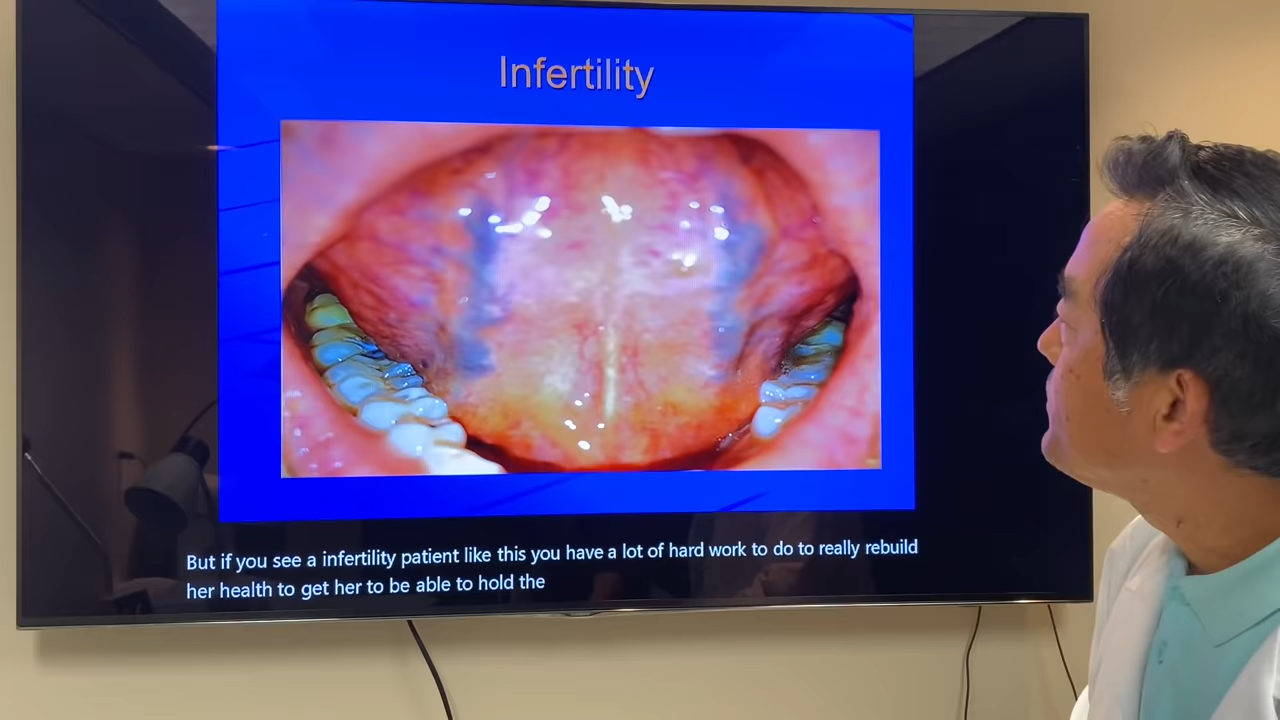 Infertility
But if you see a infertility patient like this you have a lot of hard work to do to really rebuild
her health to get her to be able to hold the